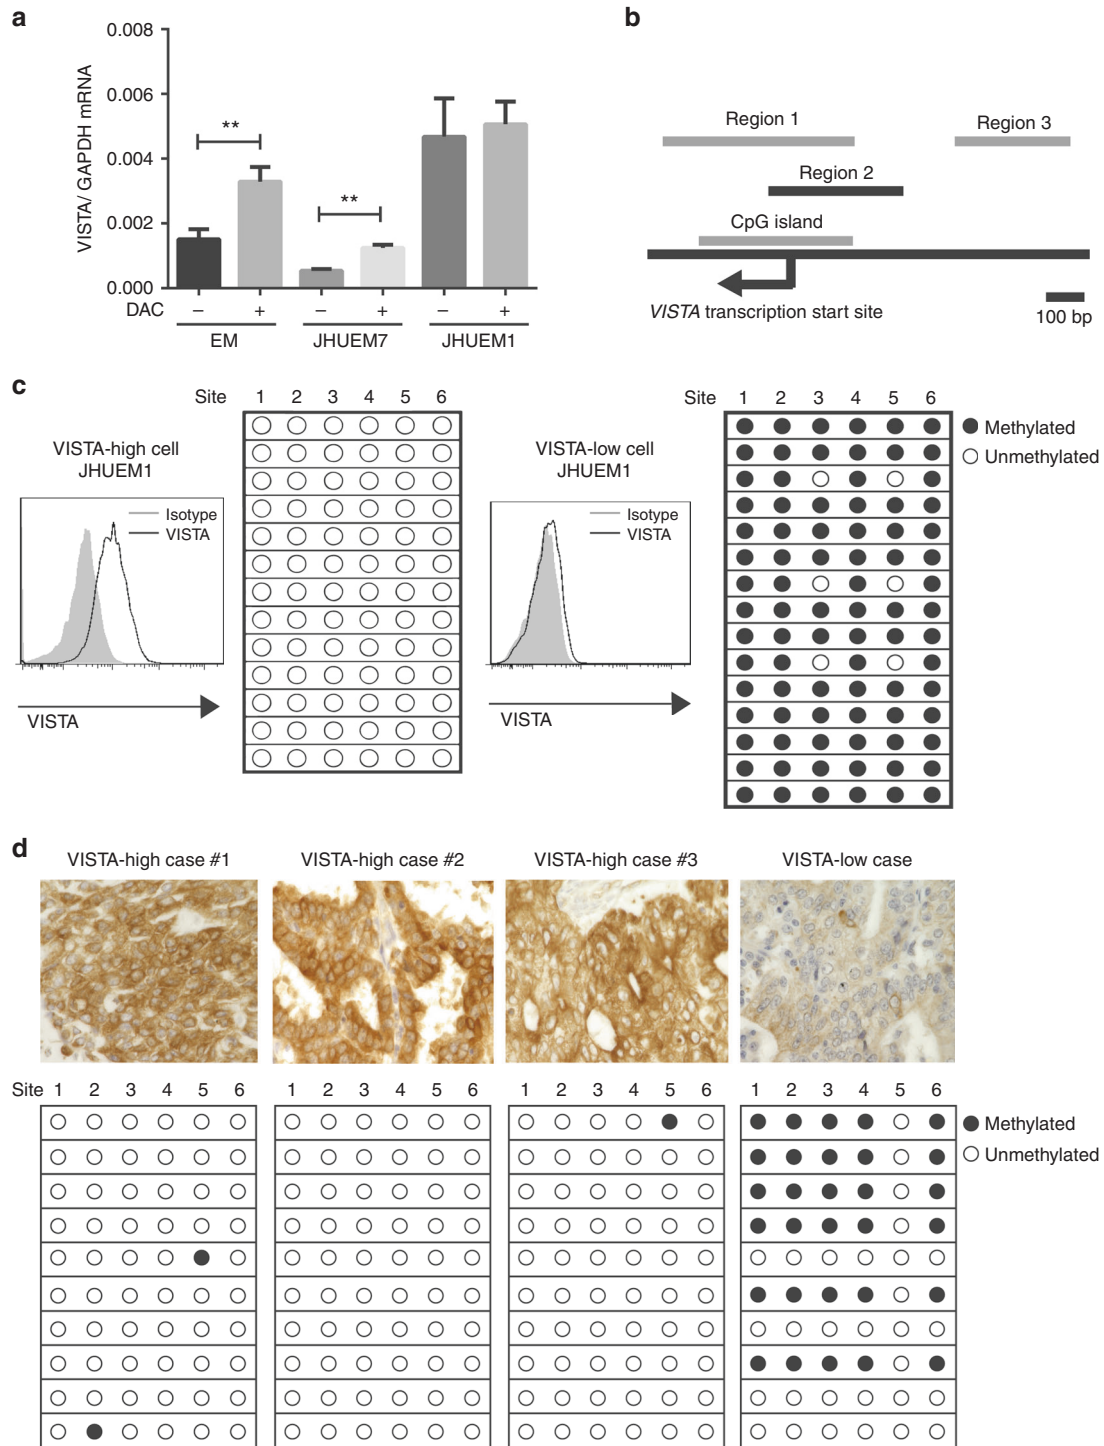 a
VISTA/ GAPDH mRNA
0.008
0.006
0.004
0.002
0.000
**
**
DAC
– + – + – +
EM JHUEM7 JHUEM1
b
Region 1
Region 3
Region 2
CpG island
VISTA transcription start site
100 bp
c
VISTA-high cell
JHUEM1
Isotype
VISTA
VISTA
Site 1 2 3 4 5 6
VISTA-low cell
JHUEM1
Isotype
VISTA
VISTA
Site 1 2 3 4 5 6
Methylated
Unmethylated
d
VISTA-high case #1
VISTA-high case #2
VISTA-high case #3
VISTA-low case
Site 1 2 3 4 5 6
1 2 3 4 5 6
1 2 3 4 5 6
1 2 3 4 5 6
Methylated
Unmethylated